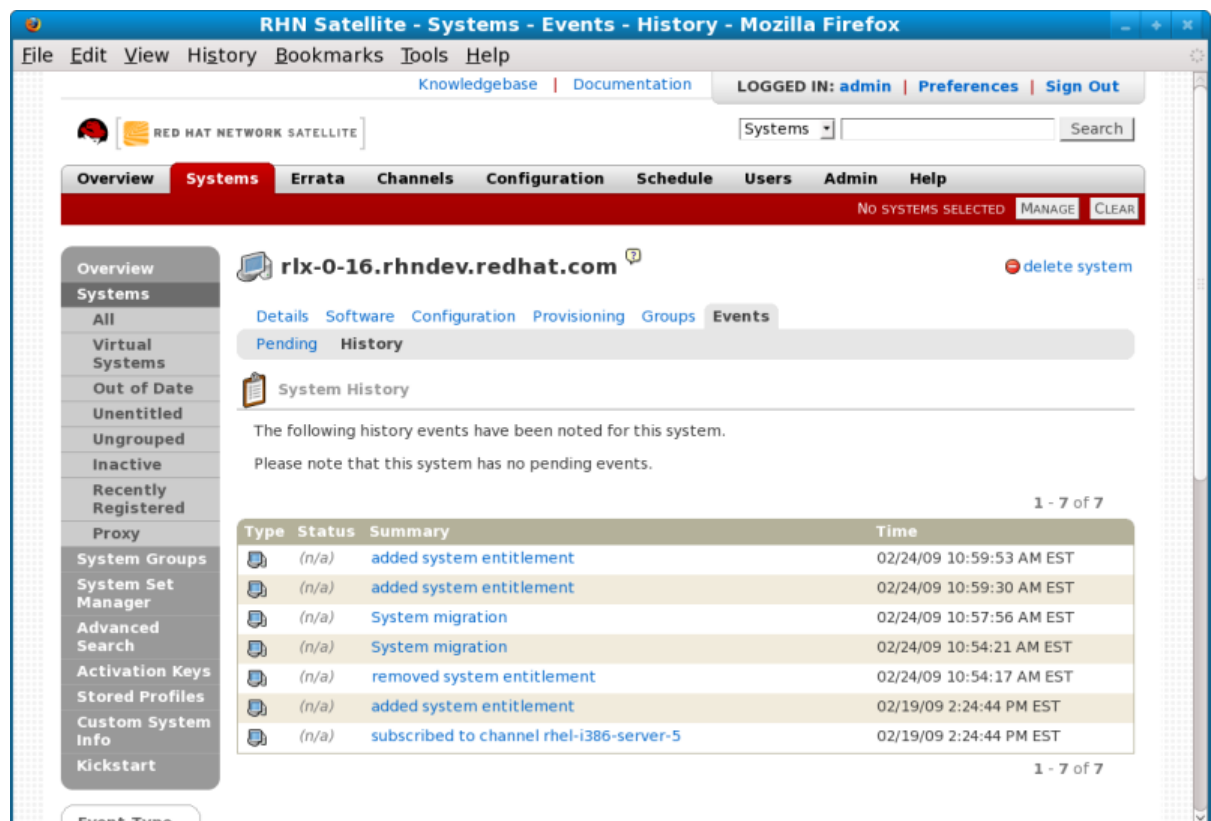 RHN Satellite - Systems - Events - History - Mozilla Firefox
File Edit View History Bookmarks Tools Help
Knowledgebase | Documentation LOGGED IN: admin | Preferences | Sign Out
RED HAT NETWORK SATELLITE Systems Search
Overview Systems Errata Channels Configuration Schedule Users Admin Help
NO SYSTEMS SELECTED MANAGE CLEAR
Overview
Systems
All
Virtual
Systems
Out of Date
Unentitled
Ungrouped
Inactive
Recently
Registered
Proxy
System Groups
System Set
Manager
Advanced
Search
Activation Keys
Stored Profiles
Custom System
Info
Kickstart
Event Type
rlx-0-16.rhndev.redhat.com ? delete system
Details Software Configuration Provisioning Groups Events
Pending History
System History
The following history events have been noted for this system.
Please note that this system has no pending events.
1 - 7 of 7
Type Status Summary Time
(n/a) added system entitlement 02/24/09 10:59:53 AM EST
(n/a) added system entitlement 02/24/09 10:59:30 AM EST
(n/a) System migration 02/24/09 10:57:56 AM EST
(n/a) System migration 02/24/09 10:54:21 AM EST
(n/a) removed system entitlement 02/24/09 10:54:17 AM EST
(n/a) added system entitlement 02/19/09 2:24:44 PM EST
(n/a) subscribed to channel rhel-i386-server-5 02/19/09 2:24:44 PM EST
1 - 7 of 7